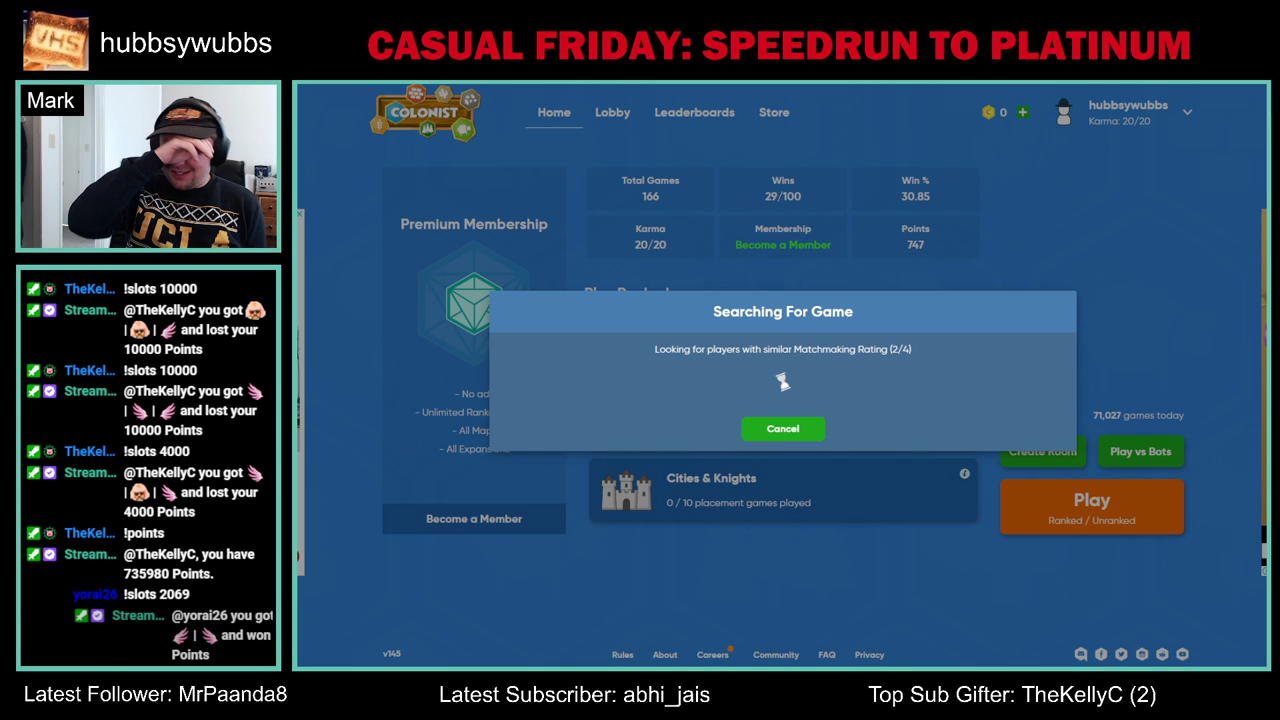 VHS
hubbsywubbs
CASUAL FRIDAY: SPEEDRUN TO PLATINUM
Mark
UCLA
TheKel... !slots 10000
Stream... @TheKellyC you got
| | and lost your
10000 Points
TheKel... !slots 10000
Stream... @TheKellyC you got
| | and lost your
10000 Points
TheKel... !slots 4000
Stream... @TheKellyC you got
| | and lost your
4000 Points
TheKel... !points
Stream... @TheKellyC, you have
735980 Points.
yorai26 !slots 2069
Stream... @yorai26 you got
| and won
Points
COLONIST
Home
Lobby
Leaderboards
Store
0
hubbsywubbs
Karma: 20/20
Premium Membership
Total Games
166
Wins
29/100
Win %
30.85
Karma
20/20
Membership
Become a Member
Points
747
Searching For Game
Looking for players with similar Matchmaking Rating (2/4)
Cancel
- No ad
- Unlimited Rank
- All Map
- All Expan
Become a Member
Cities & Knights
0 / 10 placement games played
71,027 games today
Create Room
Play vs Bots
Play
Ranked / Unranked
v145
Rules
About
Careers
Community
FAQ
Privacy
Latest Follower: MrPaanda8
Latest Subscriber: abhi_jais
Top Sub Gifter: TheKellyC (2)